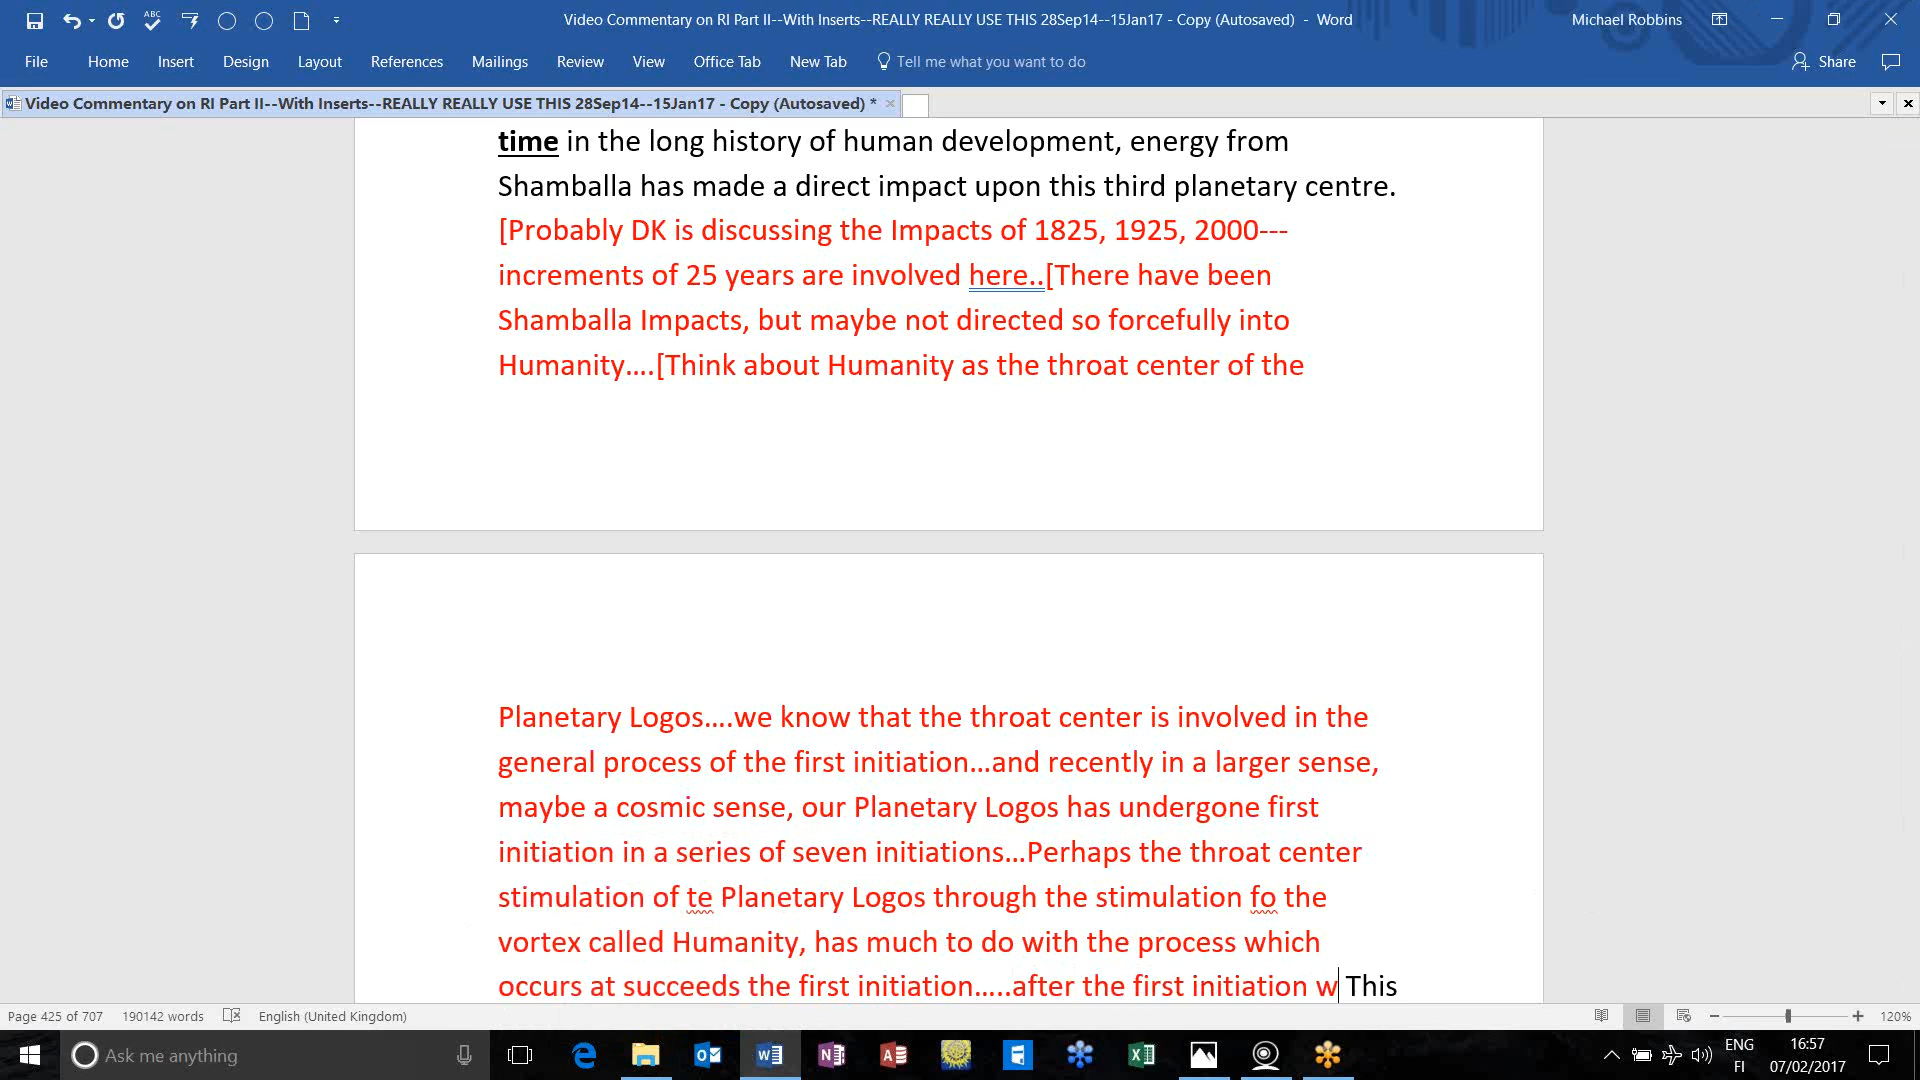 ABC
Video Commentary on RI Part II--With Inserts--REALLY REALLY USE THIS 28Sep14--15Jan17 - Copy (Autosaved) - Word
Michael Robbins
File Home Insert Design Layout References Mailings Review View Office Tab New Tab Tell me what you want to do Share
Video Commentary on RI Part II--With Inserts--REALLY REALLY USE THIS 28Sep14--15Jan17 - Copy (Autosaved) *
time in the long history of human development, energy from
Shamballa has made a direct impact upon this third planetary centre.
[Probably DK is discussing the Impacts of 1825, 1925, 2000---
increments of 25 years are involved here..[There have been
Shamballa Impacts, but maybe not directed so forcefully into
Humanity....[Think about Humanity as the throat center of the
Planetary Logos....we know that the throat center is involved in the
general process of the first initiation...and recently in a larger sense,
maybe a cosmic sense, our Planetary Logos has undergone first
initiation in a series of seven initiations...Perhaps the throat center
stimulation of te Planetary Logos through the stimulation fo the
vortex called Humanity, has much to do with the process which
occurs at succeeds the first initiation.....after the first initiation w This
Page 425 of 707 190142 words English (United Kingdom) 120%
Ask me anything
ENG 16:57
FI 07/02/2017